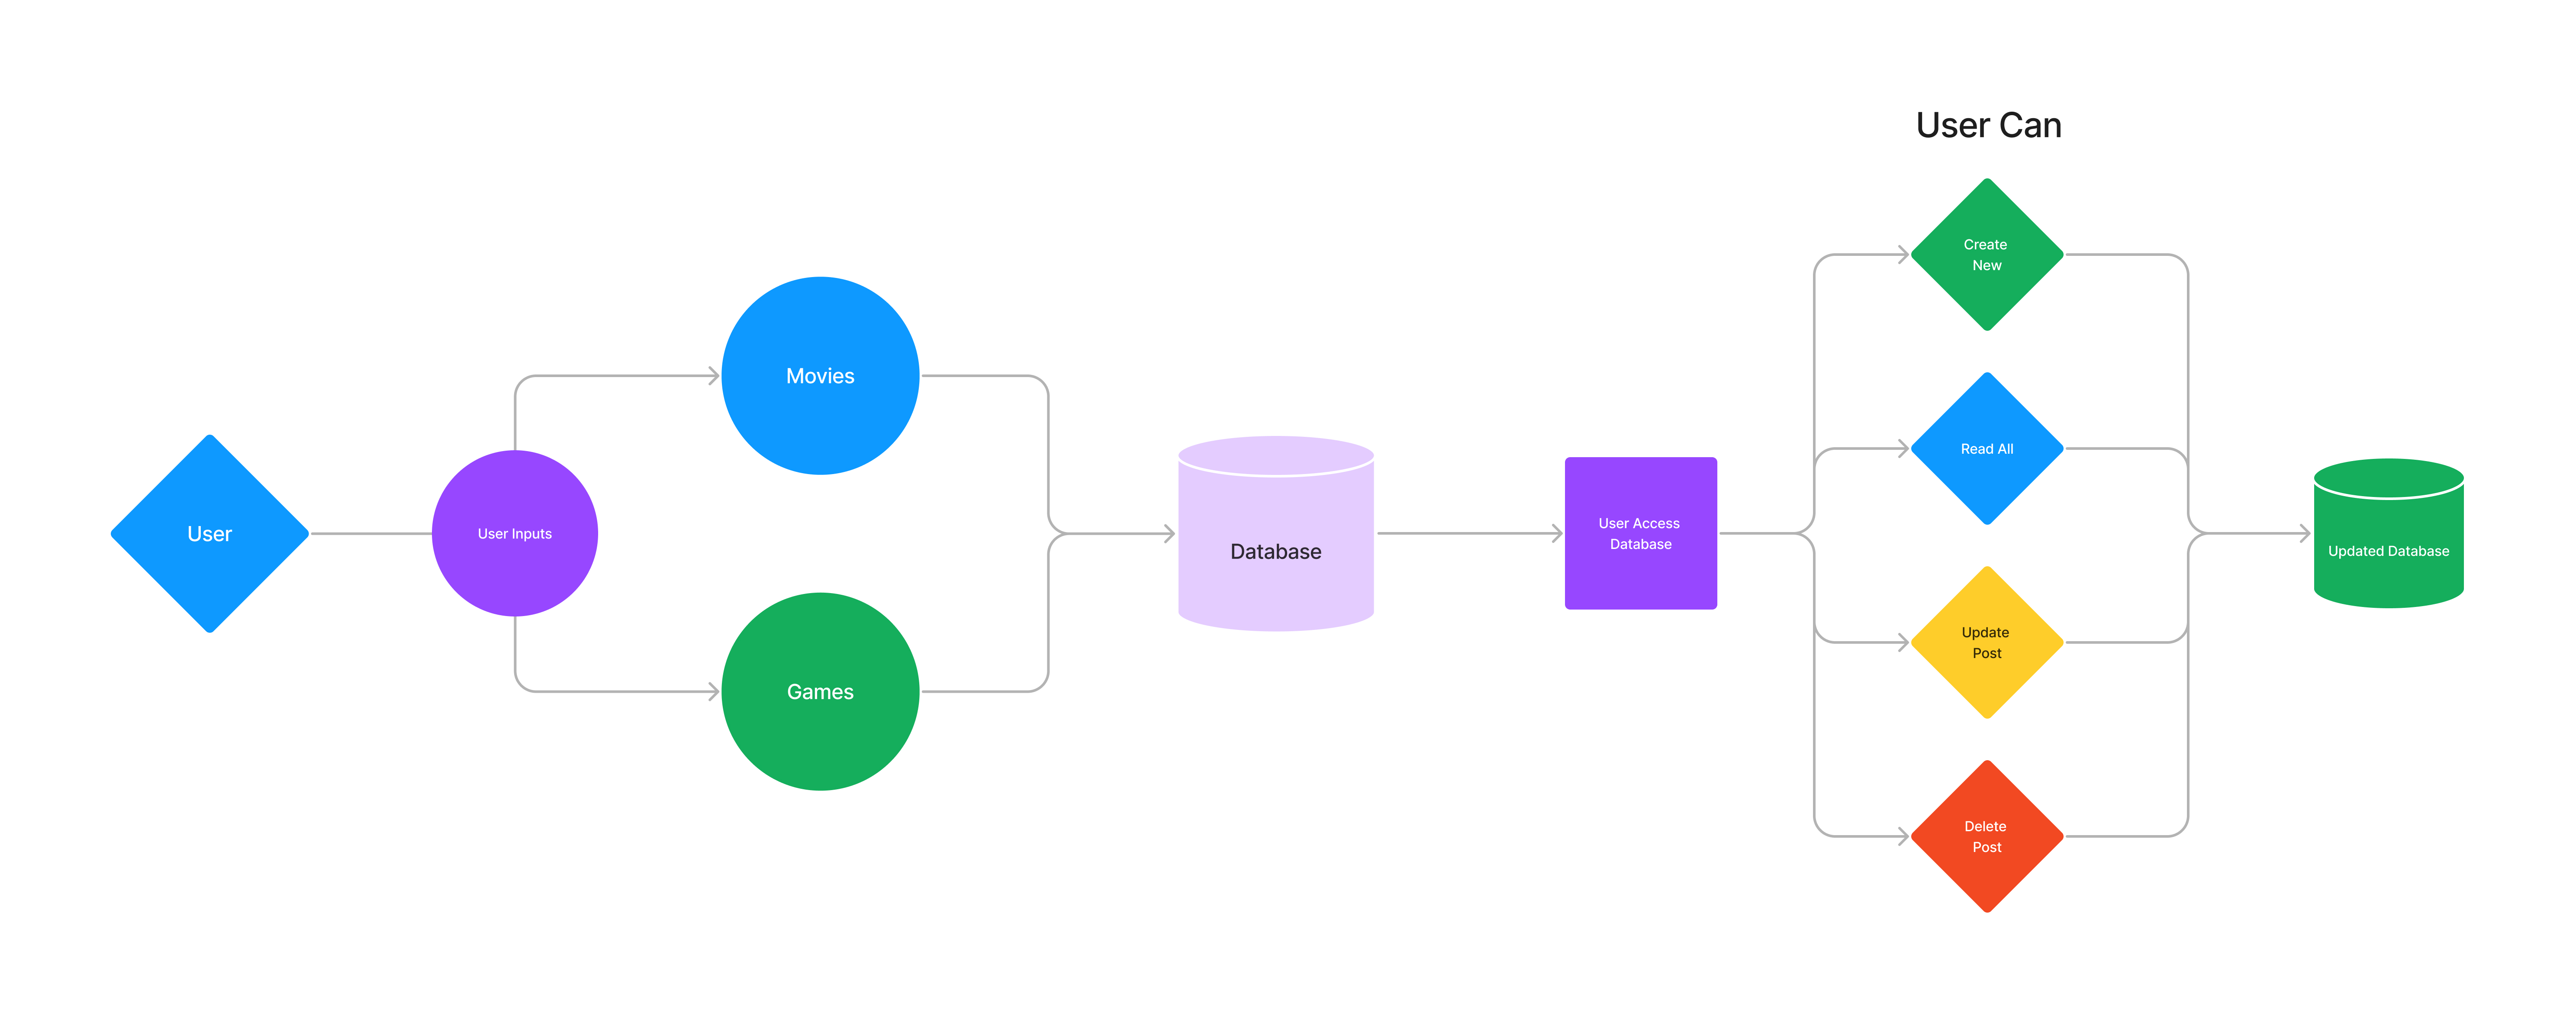 User Can
User
User Inputs
Movies
Games
Database
User Access
Database
Create
New
Read All
Update
Post
Delete
Post
Updated Database